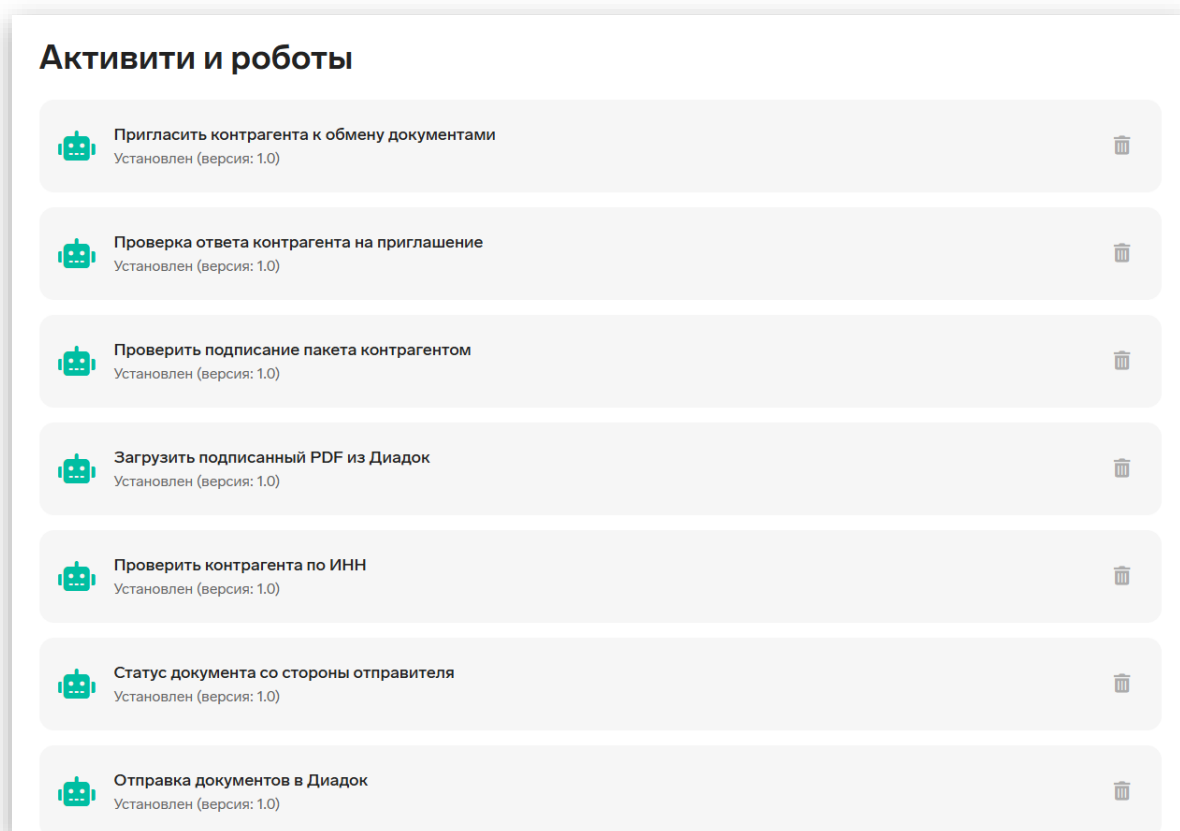 Активити и роботы
Пригласить контрагента к обмену документами
Установлен (версия: 1.0)
Проверка ответа контрагента на приглашение
Установлен (версия: 1.0)
Проверить подписание пакета контрагентом
Установлен (версия: 1.0)
Загрузить подписанный PDF из Диадок
Установлен (версия: 1.0)
Проверить контрагента по ИНН
Установлен (версия: 1.0)
Статус документа со стороны отправителя
Установлен (версия: 1.0)
Отправка документов в Диадок
Установлен (версия: 1.0)